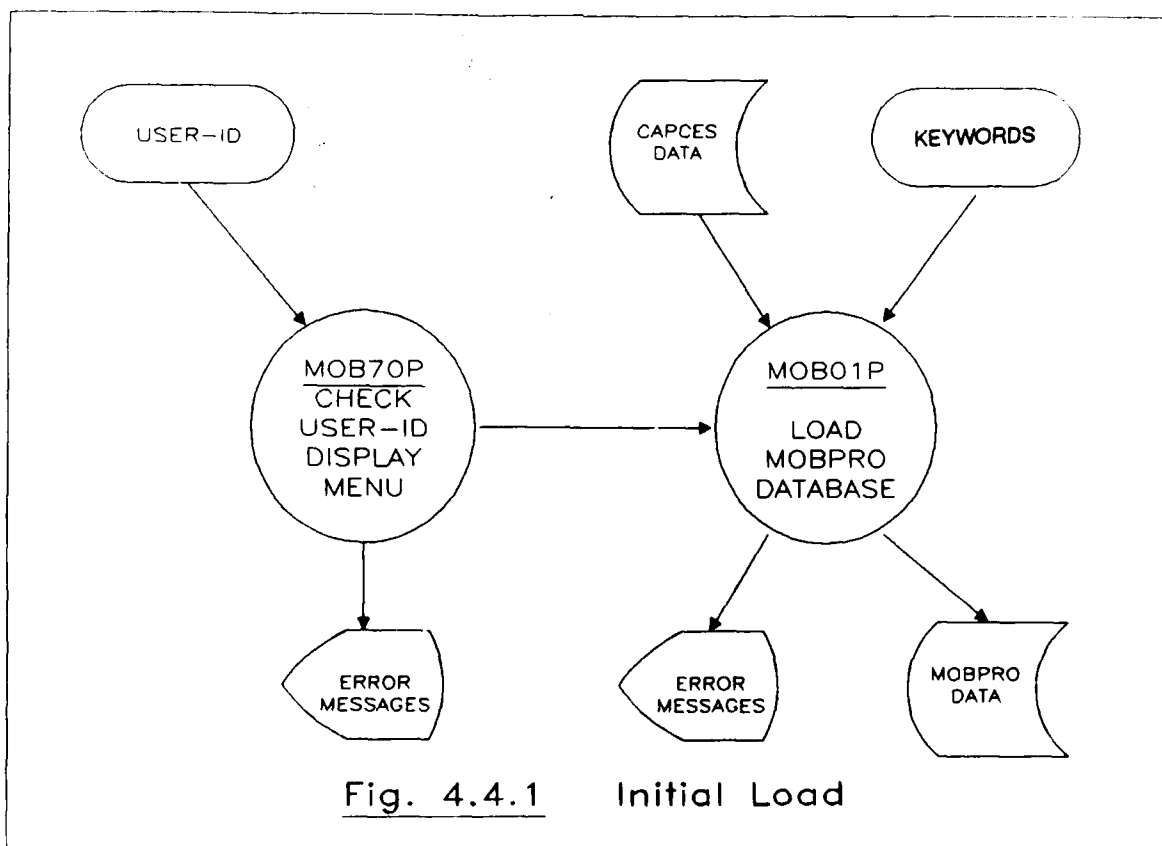 USER-ID
CAPCES
DATA
KEYWORDS
MOB70P
CHECK
USER-ID
DISPLAY
MENU
MOB01P
LOAD
MOBPRO
DATABASE
ERROR
MESSAGES
ERROR
MESSAGES
MOBPRO
DATA
Fig. 4.4.1 Initial Load